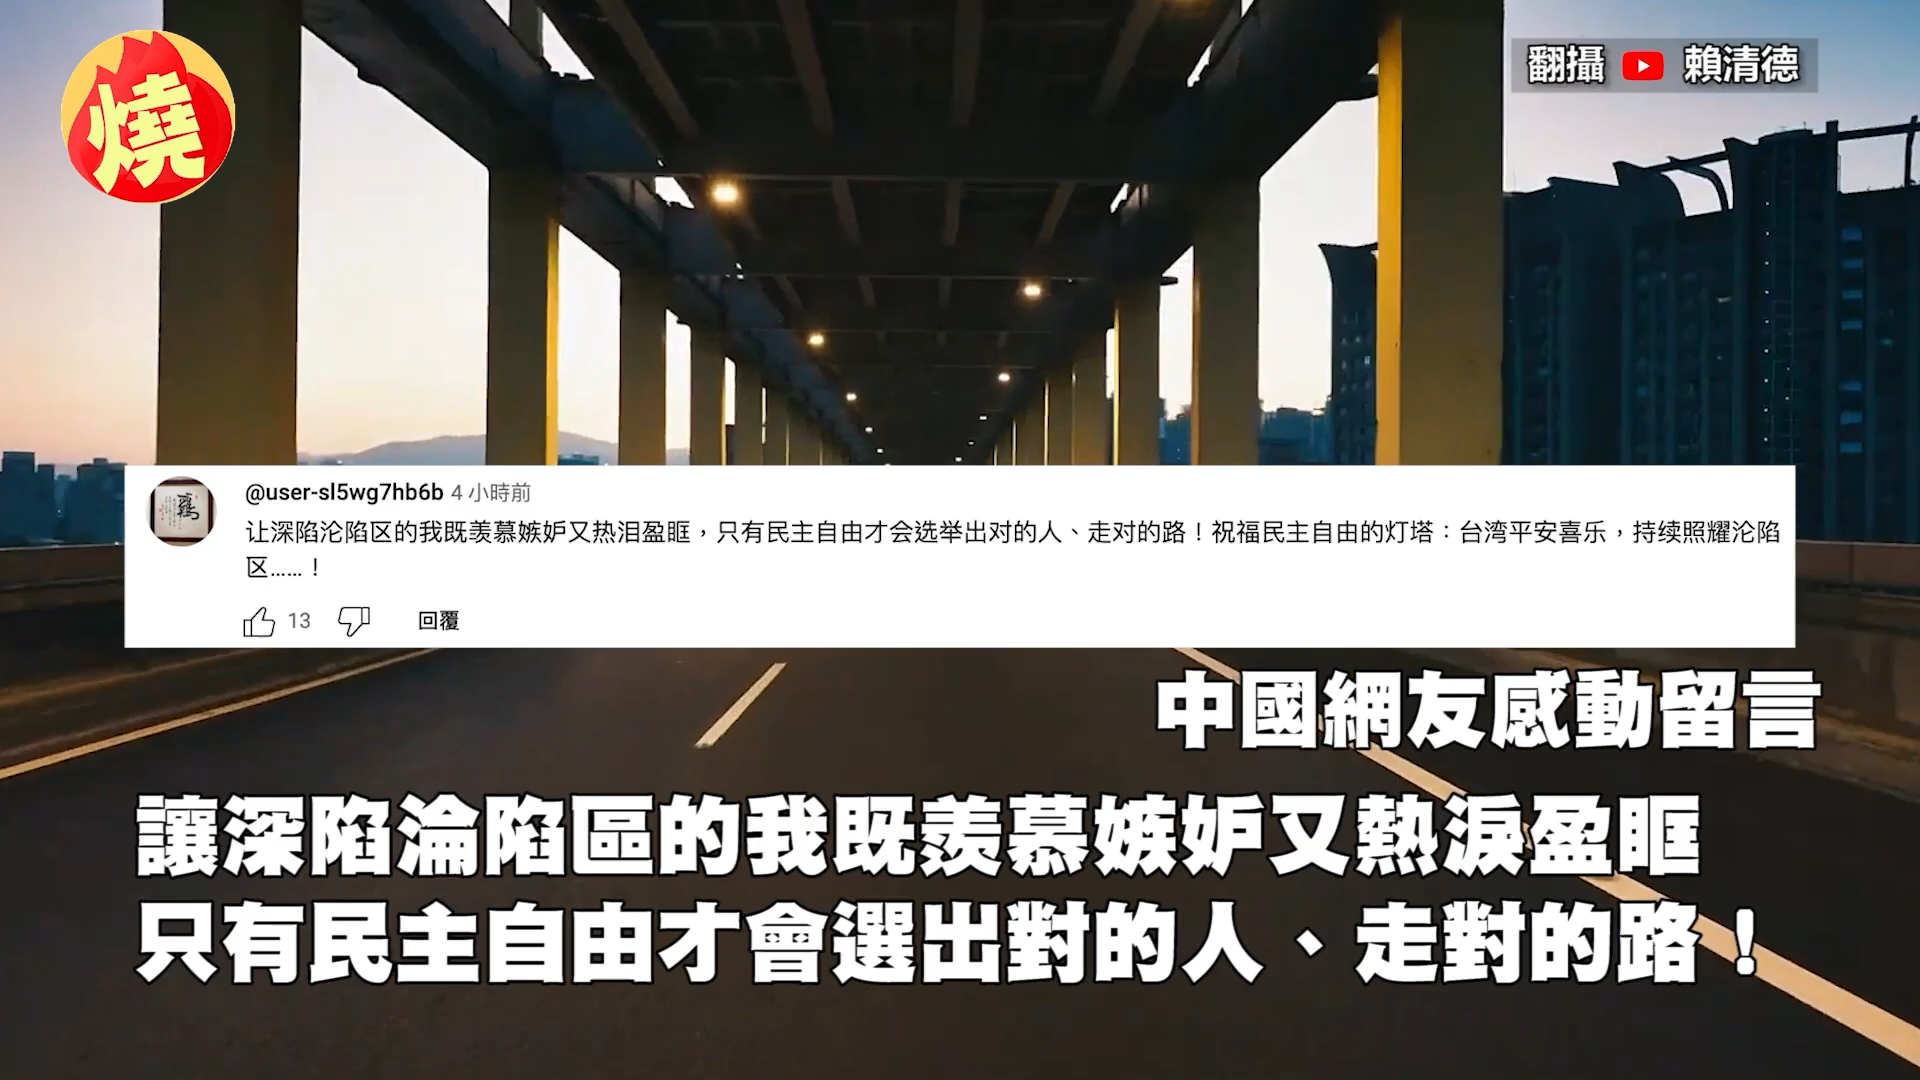 燒
翻攝 賴清德
@user-sl5wg7hb6b 4 小時前
让深陷沦陷区的我既羡慕嫉妒又热泪盈眶，只有民主自由才会选举出对的人、走对的路！祝福民主自由的灯塔：台湾平安喜乐，持续照耀沦陷
区......！
13 回覆
中國網友感動留言
讓深陷淪陷區的我既羨慕嫉妒又熱淚盈眶
只有民主自由才會選出對的人、走對的路！